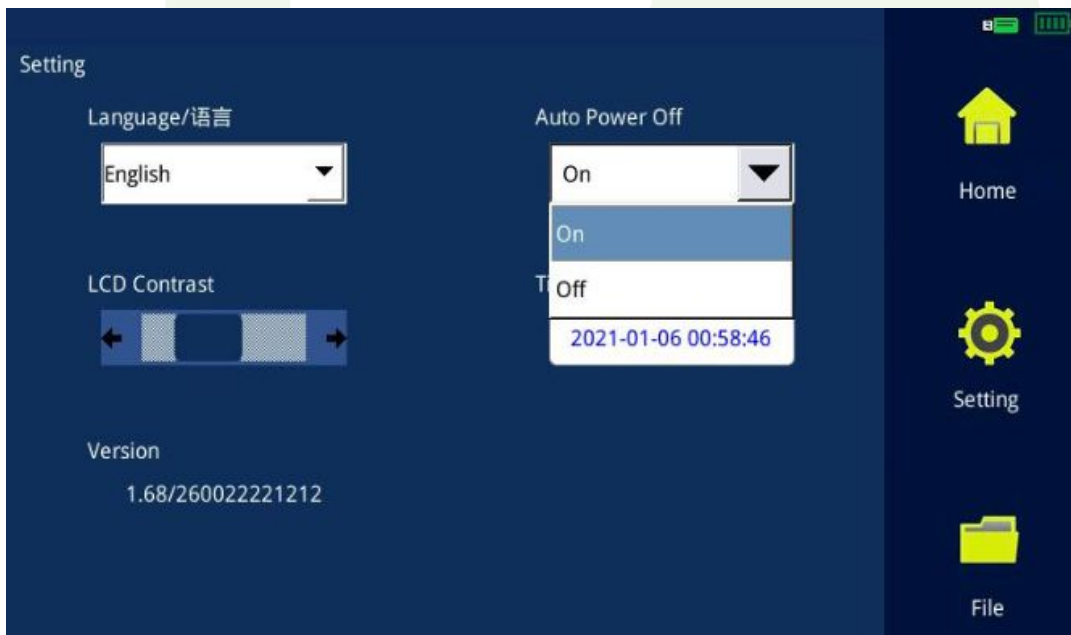 Setting
Language/语言
English
Auto Power Off
On
On
Off
LCD Contrast
2021-01-06 00:58:46
Version
1.68/260022221212
Home
Setting
File